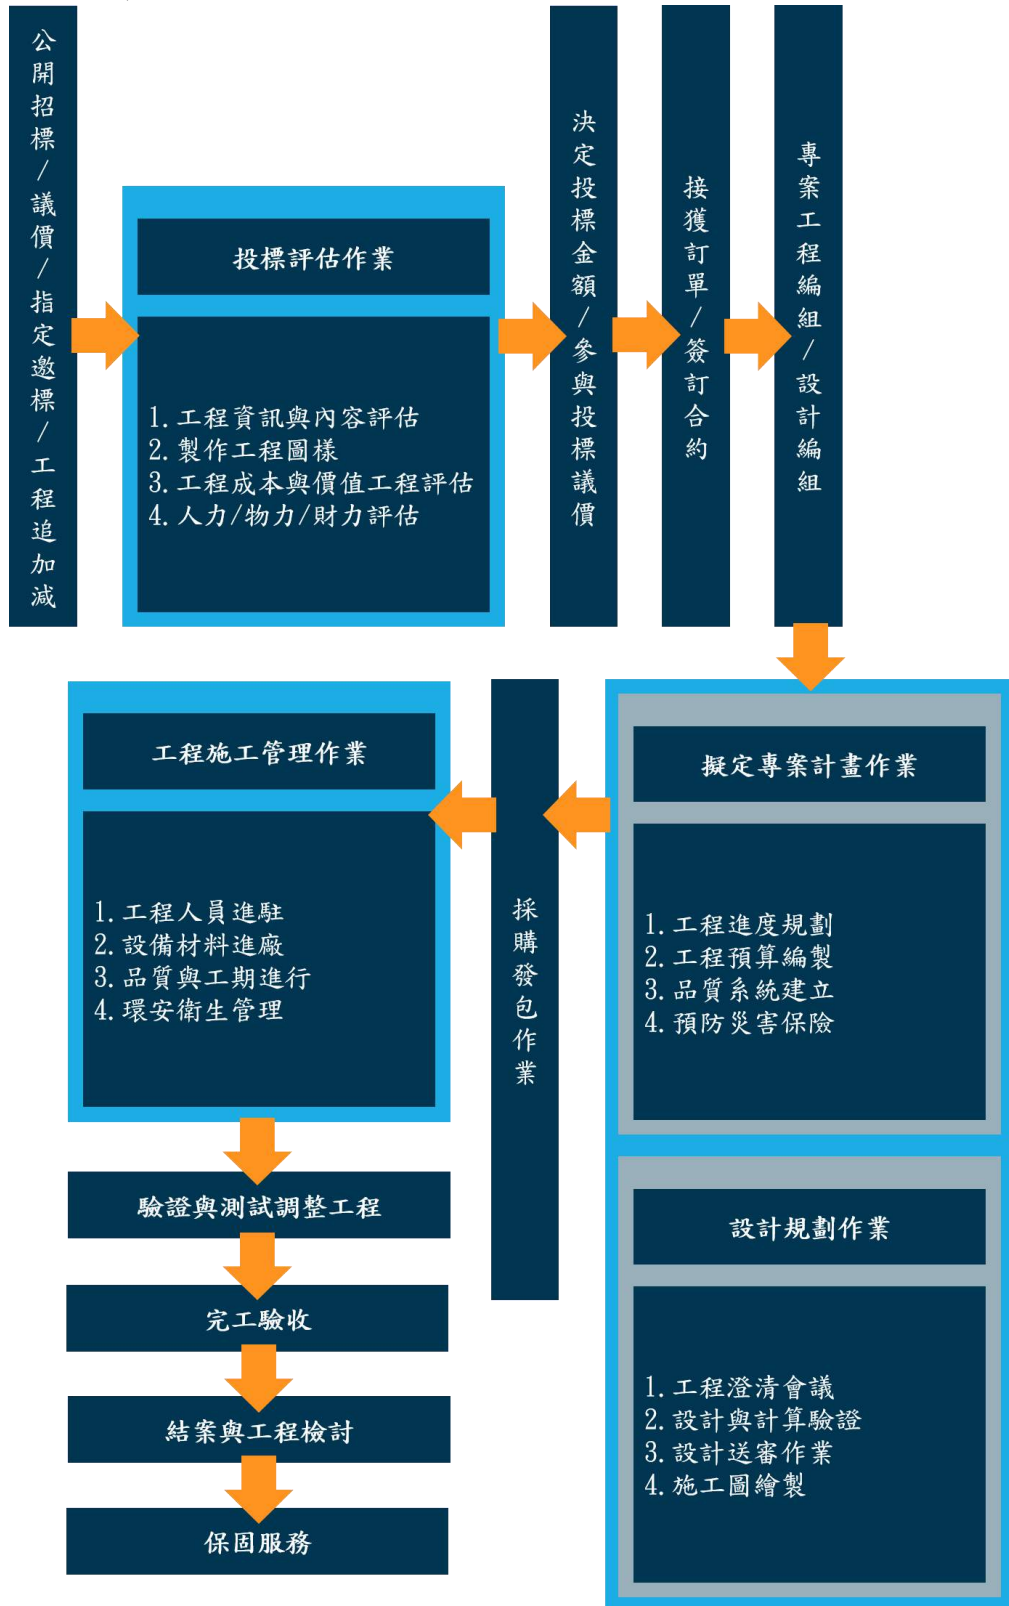 公開招標/議價/指定邀標/工程追加減
投標評估作業
1.工程資訊與內容評估
2.製作工程圖樣
3.工程成本與價值工程評估
4.人力/物力/財力評估
決定投標金額/參與投標議價
接獲訂單/簽訂合約
專案工程編組/設計編組
擬定專案計畫作業
1.工程進度規劃
2.工程預算編製
3.品質系統建立
4.預防災害保險
設計規劃作業
1.工程澄清會議
2.設計與計算驗證
3.設計送審作業
4.施工圖繪製
採購發包作業
工程施工管理作業
1.工程人員進駐
2.設備材料進廠
3.品質與工期進行
4.環安衛生管理
驗證與測試調整工程
完工驗收
結案與工程檢討
保固服務